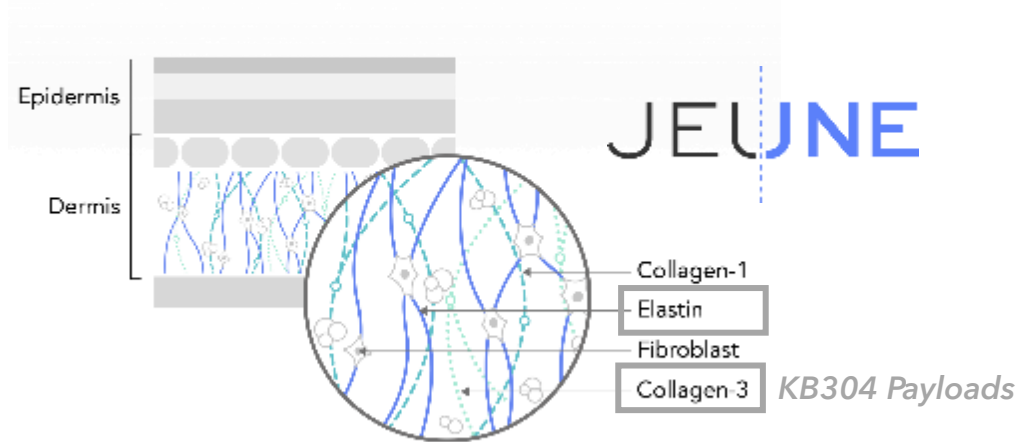 Epidermis
JEUNE
Dermis
Collagen-1
Elastin
Fibroblast
Collagen-3 KB304 Payloads